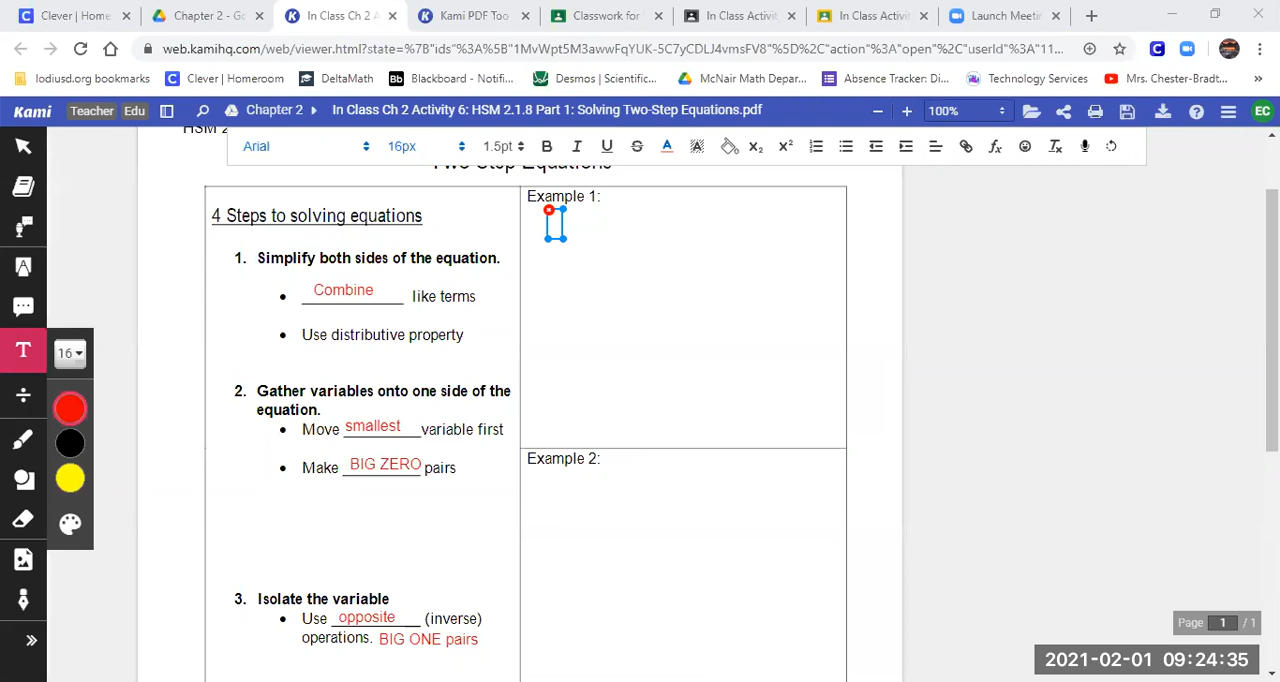 Clever | Home
Chapter 2 - Go
In Class Ch 2 A
Kami PDF Too
Classwork for
In Class Activit
In Class Activit
Launch Meeti
web.kamihq.com/web/viewer.html?state=%7B"ids"%3A%5B"1MvWpt5M3awwFqYUK-5C7yCDLJ4vmsFV8"%5D%2C"action"%3A"open"%2C"userId"%3A"11...
lodiusd.org bookmarks
Clever | Homeroom
DeltaMath
Bb Blackboard - Notifi...
Desmos | Scientific...
McNair Math Depar...
Absence Tracker: Di...
Technology Services
Mrs. Chester-Bradt...
»
Kami Teacher Edu
Chapter 2
In Class Ch 2 Activity 6: HSM 2.1.8 Part 1: Solving Two-Step Equations.pdf
100%
EC
HSM 2
Arial 16px 1.5pt B I U S A
Two Step Equations
4 Steps to solving equations
1. Simplify both sides of the equation.
• Combine like terms
• Use distributive property
2. Gather variables onto one side of the
equation.
• Move smallest variable first
• Make BIG ZERO pairs
3. Isolate the variable
• Use opposite (inverse)
operations. BIG ONE pairs
Example 1:
Example 2:
T
16
Page 1 / 1
2021-02-01 09:24:35